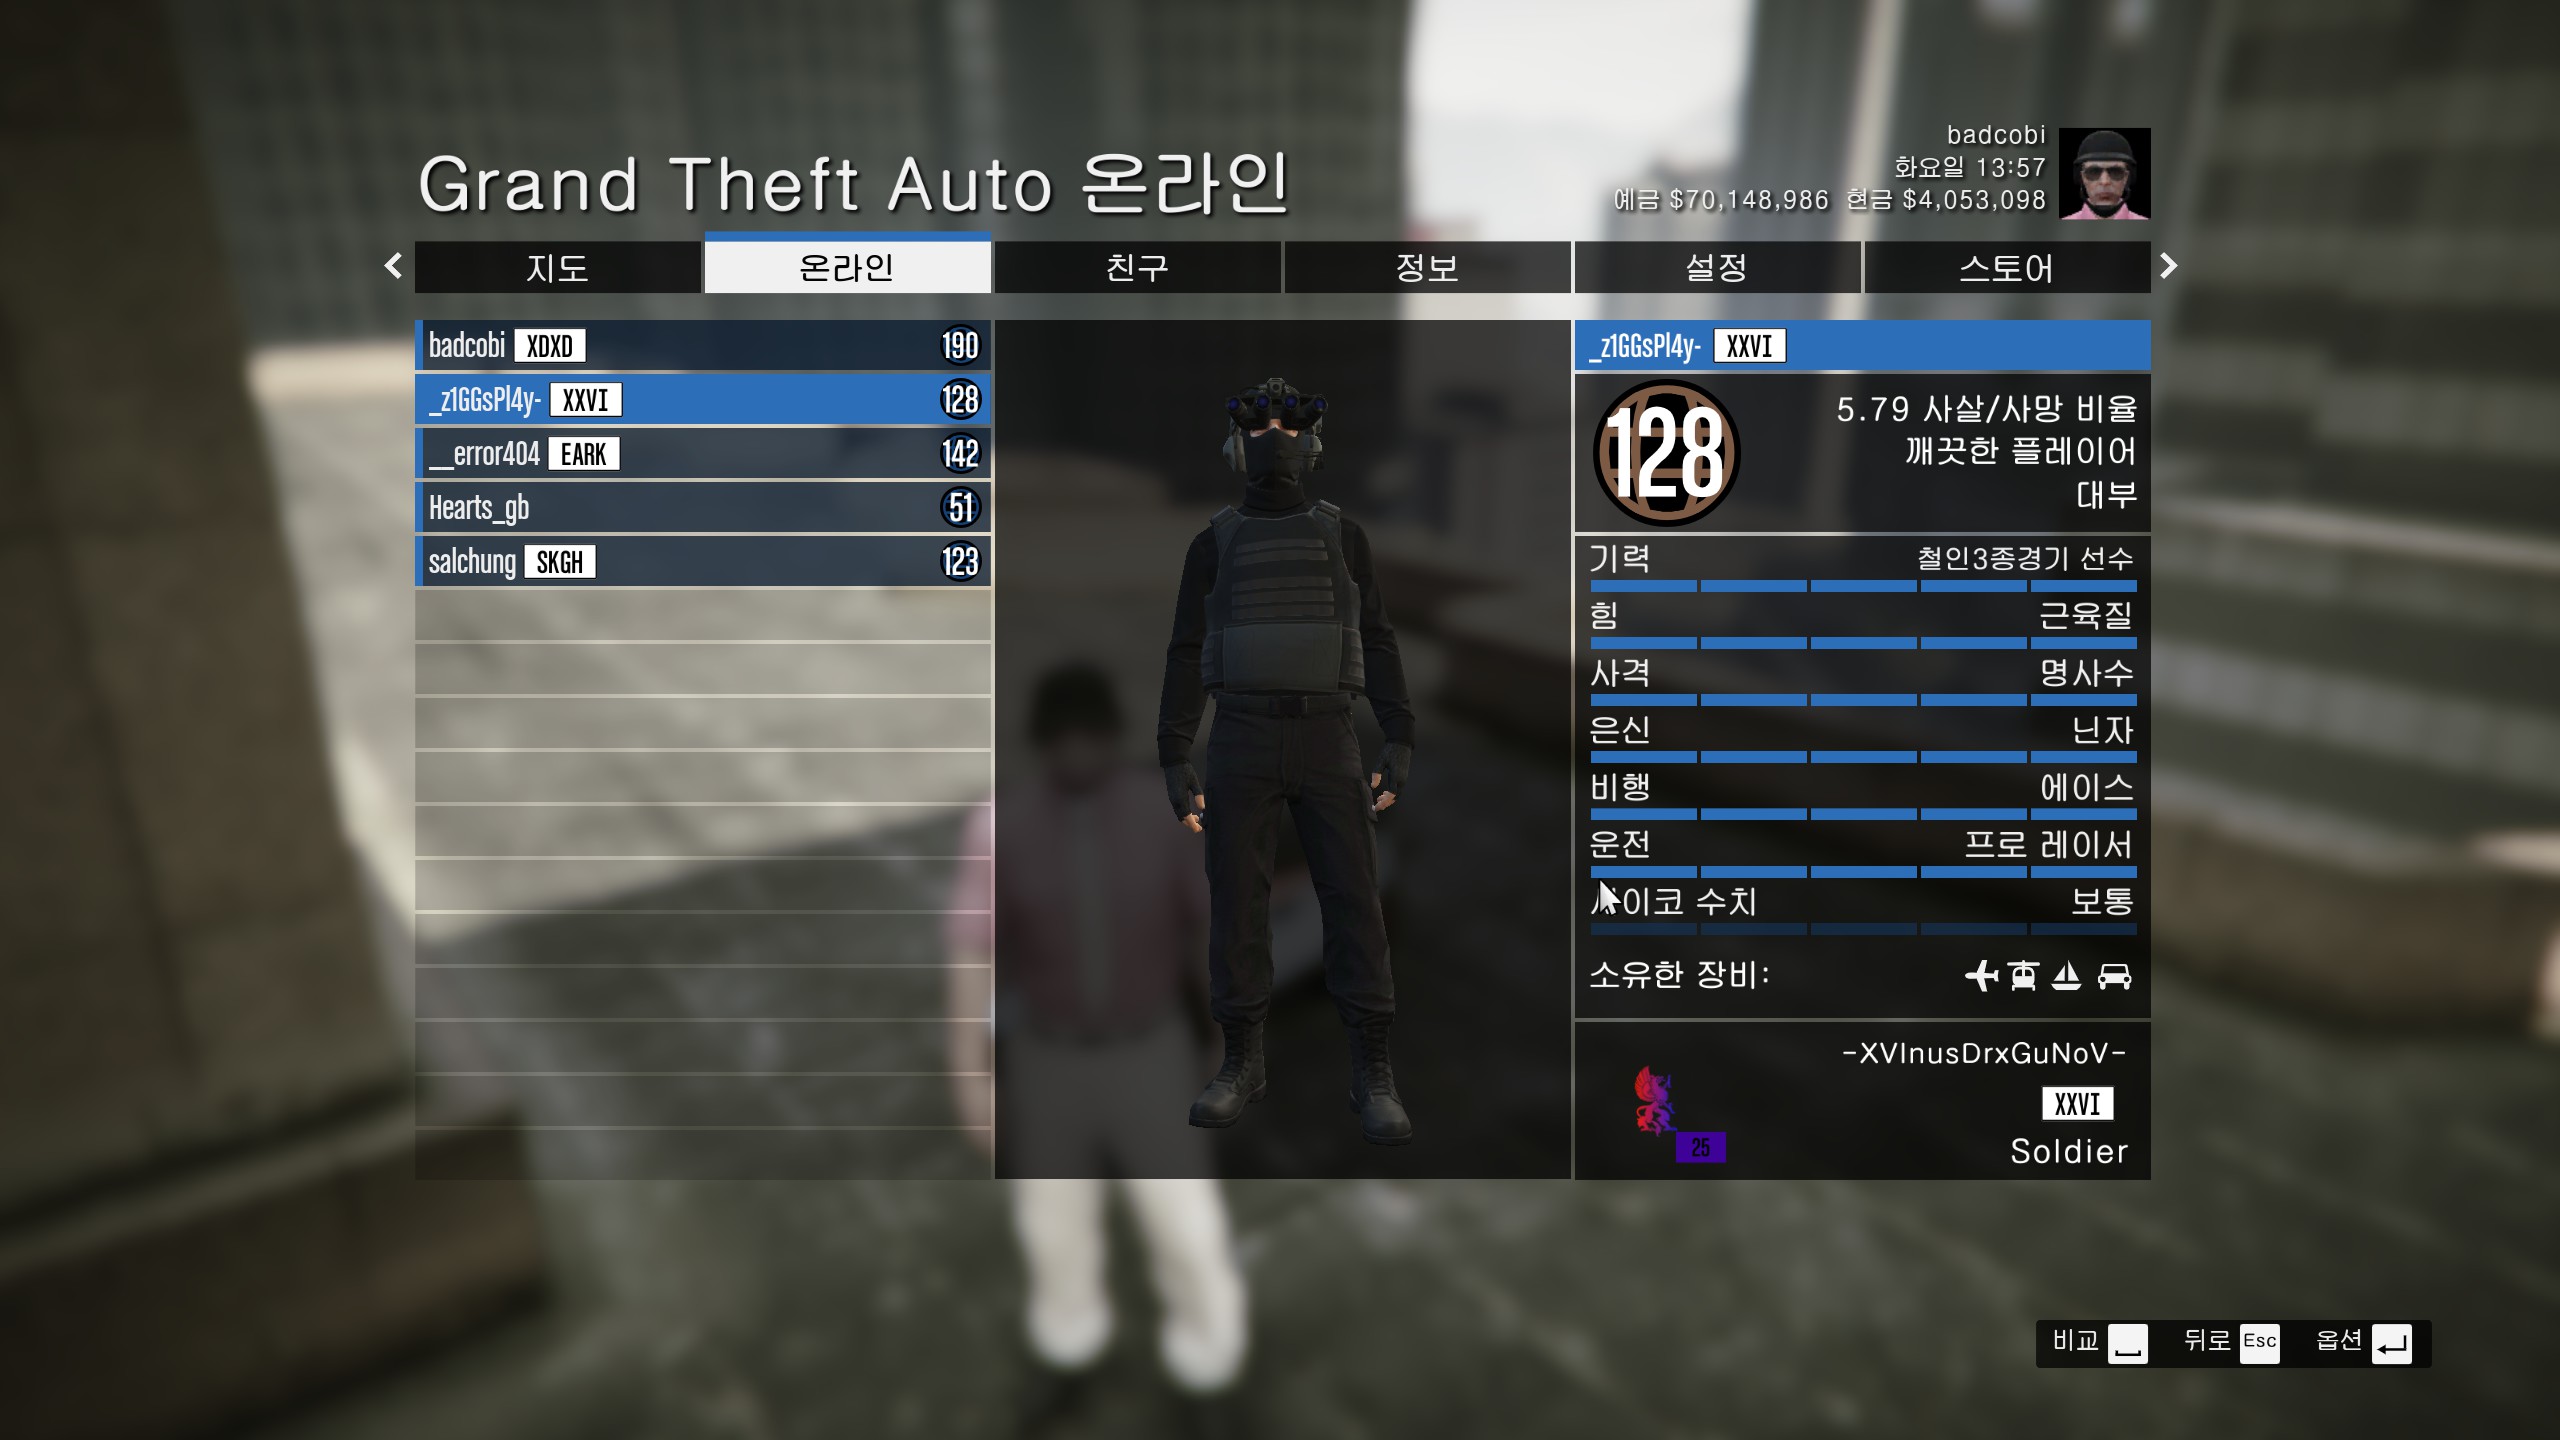 badcobi
화요일 13:57
예금 $70,148,986 현금 $4,053,098
Grand Theft Auto 온라인
지도 온라인 친구 정보 설정 스토어
badcobi XDXD 190
_z1GGsPl4y- XXVI 128
__error404 EARK 142
Hearts_gb 51
salchung SKGH 123
_z1GGsPl4y- XXVI
128
5.79 사살/사망 비율
깨끗한 플레이어
대부
기력 철인3종경기 선수
힘 근육질
사격 명사수
은신 닌자
비행 에이스
운전 프로 레이서
사이코 수치 보통
소유한 장비:
-XVInusDrxGuNoV-
XXVI
25
Soldier
비교 뒤로 Esc 옵션